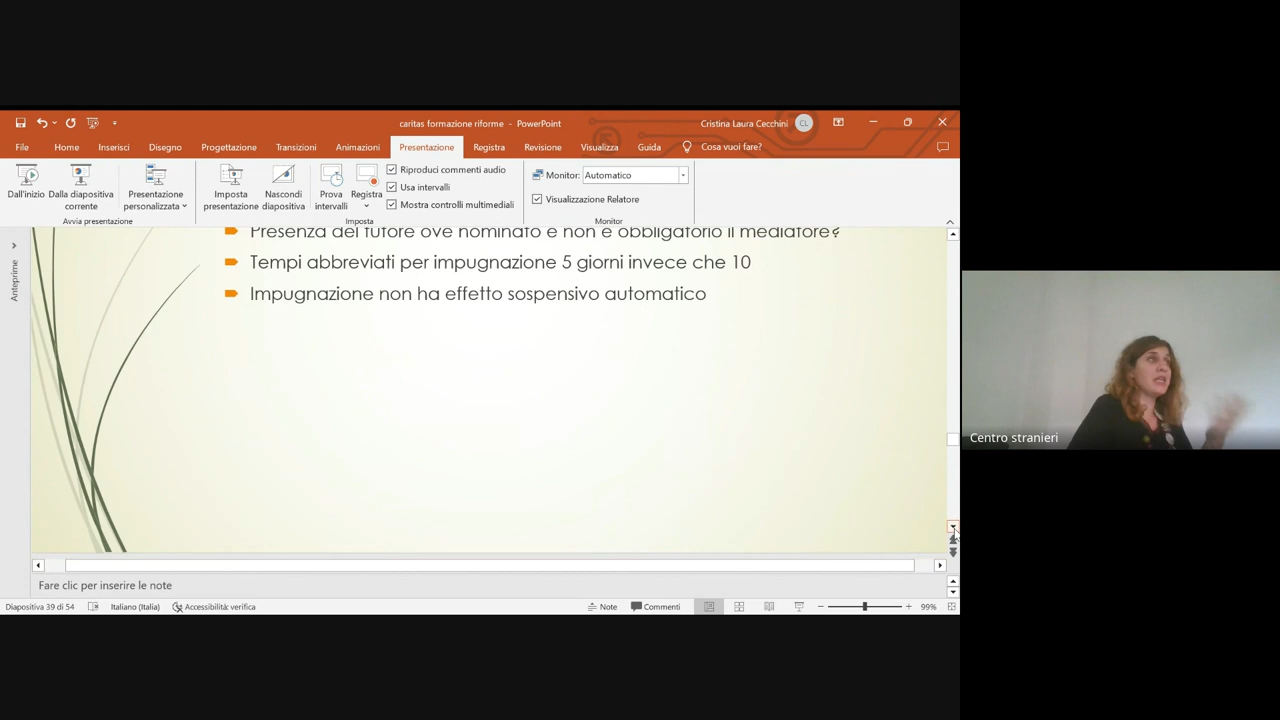 caritas formazione riforme - PowerPoint
Cristina Laura Cecchini CL
File Home Inserisci Disegno Progettazione Transizioni Animazioni Presentazione Registra Revisione Visualizza Guida Cosa vuoi fare?
Dall'inizio
Dalla diapositiva corrente
Presentazione personalizzata
Avvia presentazione
Imposta presentazione
Nascondi diapositiva
Prova intervalli
Registra
Imposta
Riproduci commenti audio
Usa intervalli
Mostra controlli multimediali
Monitor: Automatico
Visualizzazione Relatore
Monitor
Anteprime
Presenza del tutore ove nominato e non è obbligatorio il mediatore?
Tempi abbreviati per impugnazione 5 giorni invece che 10
Impugnazione non ha effetto sospensivo automatico
Centro stranieri
Fare clic per inserire le note
Diapositiva 39 di 54 Italiano (Italia) Accessibilità: verifica Note Commenti 99%